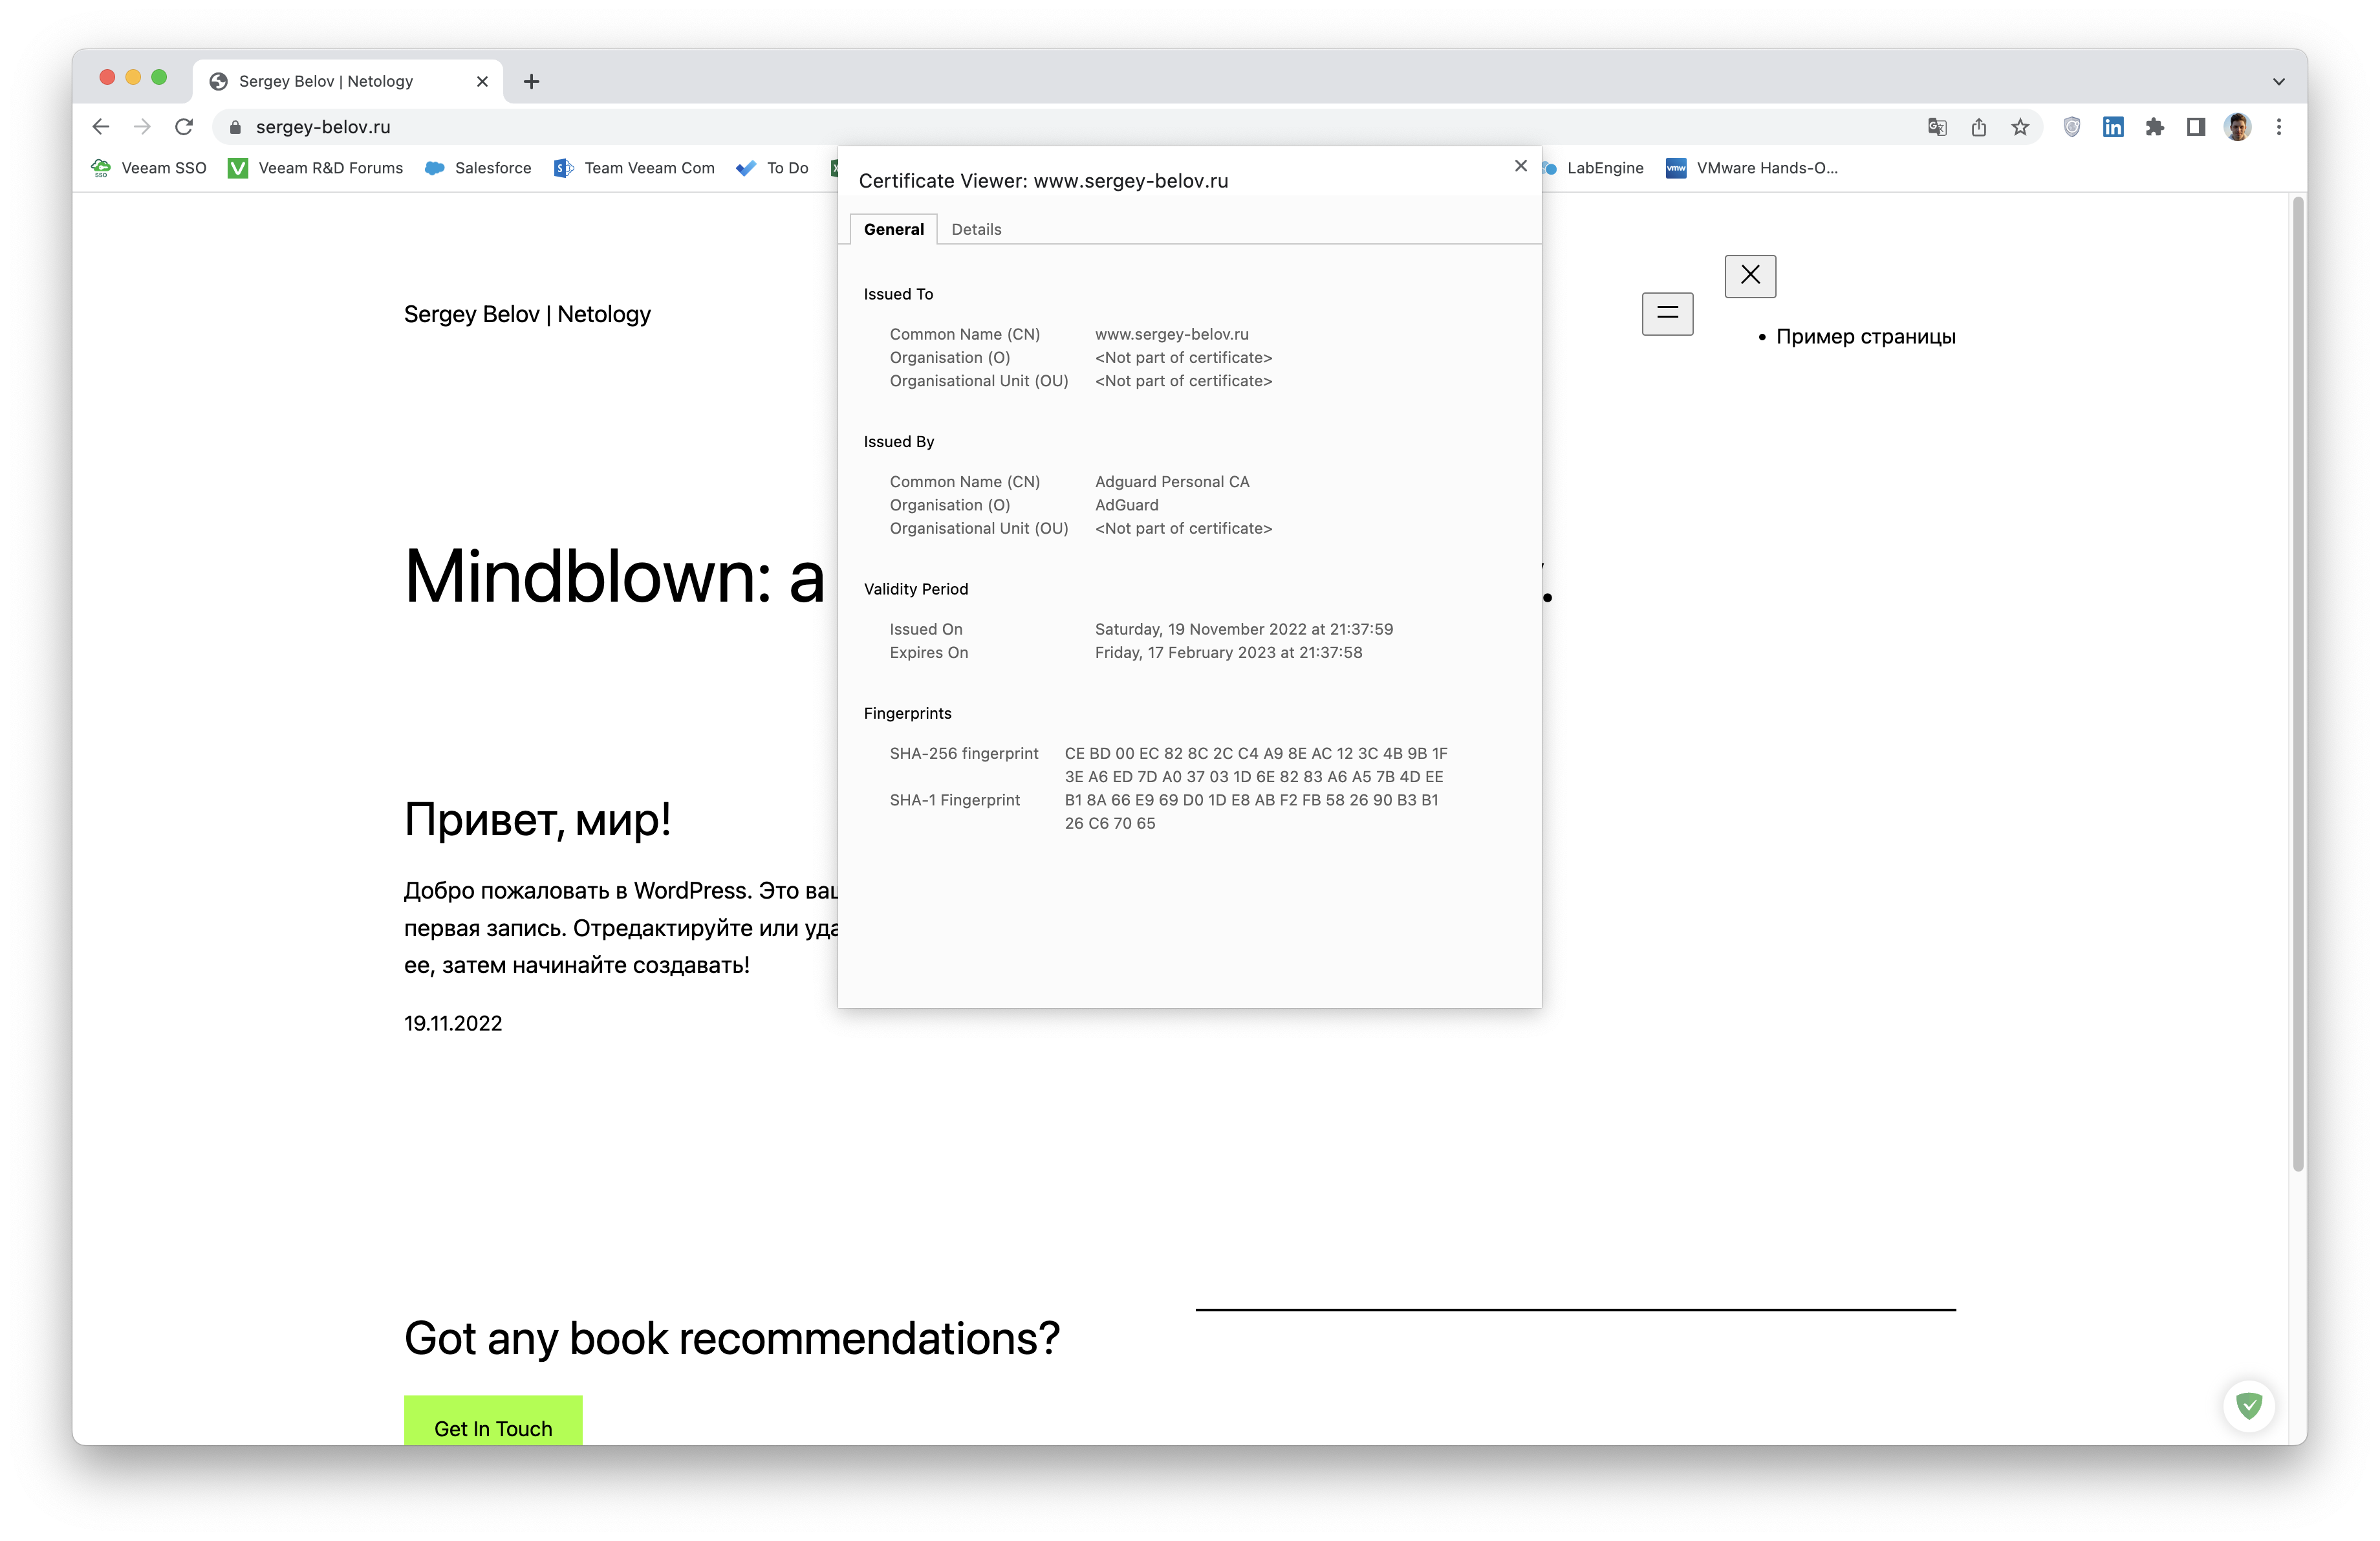 Sergey Belov | Netology
sergey-belov.ru
Veeam SSO
Veeam R&D Forums
Salesforce
Team Veeam Com
To Do
LabEngine
vmw VMware Hands-O...
Certificate Viewer: www.sergey-belov.ru
General Details
Issued To
Common Name (CN) www.sergey-belov.ru
Organisation (O) <Not part of certificate>
Organisational Unit (OU) <Not part of certificate>
Issued By
Common Name (CN) Adguard Personal CA
Organisation (O) AdGuard
Organisational Unit (OU) <Not part of certificate>
Validity Period
Issued On Saturday, 19 November 2022 at 21:37:59
Expires On Friday, 17 February 2023 at 21:37:58
Fingerprints
SHA-256 fingerprint CE BD 00 EC 82 8C 2C C4 A9 8E AC 12 3C 4B 9B 1F
3E A6 ED 7D A0 37 03 1D 6E 82 83 A6 A5 7B 4D EE
SHA-1 Fingerprint B1 8A 66 E9 69 D0 1D E8 AB F2 FB 58 26 90 B3 B1
26 C6 70 65
Sergey Belov | Netology
Пример страницы
Mindblown: a
Привет, мир!
Добро пожаловать в WordPress. Это
первая запись. Отредактируйте или
ее, затем начинайте создавать!
19.11.2022
Got any book recommendations?
Get In Touch